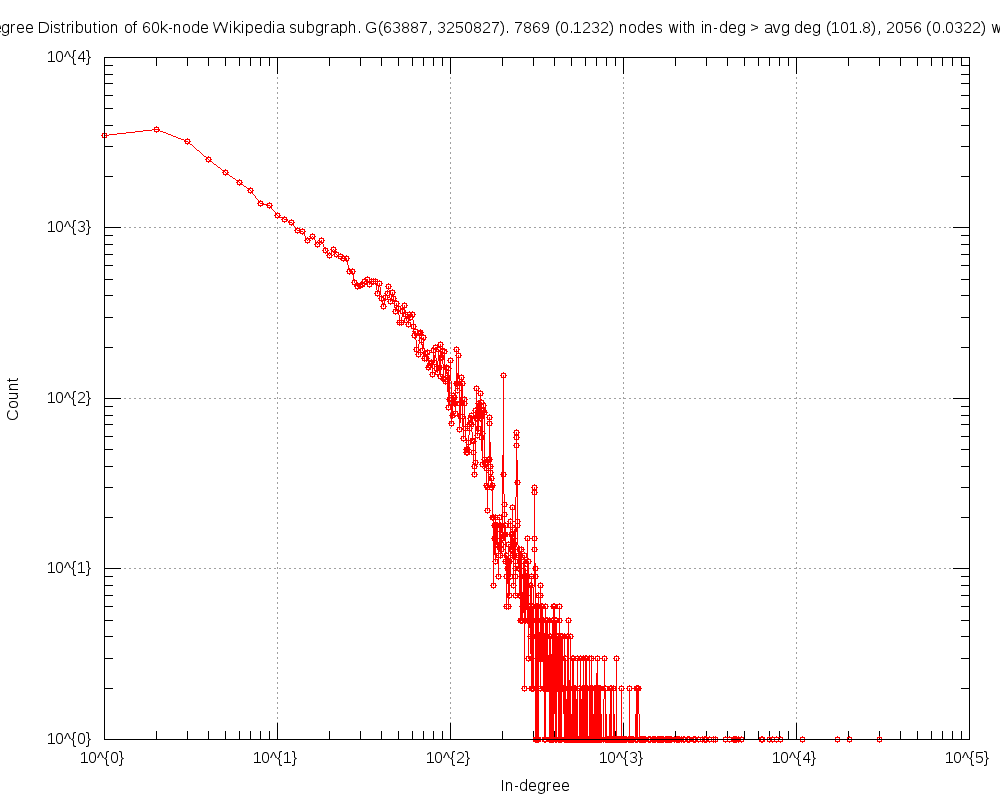 egree Distribution of 60k-node Wikipedia subgraph. G(63887, 3250827). 7869 (0.1232) nodes with in-deg > avg deg (101.8), 2056 (0.0322) w
10^{4}
10^{3}
10^{2}
10^{1}
10^{0}
Count
10^{0} 10^{1} 10^{2} 10^{3} 10^{4} 10^{5}
In-degree